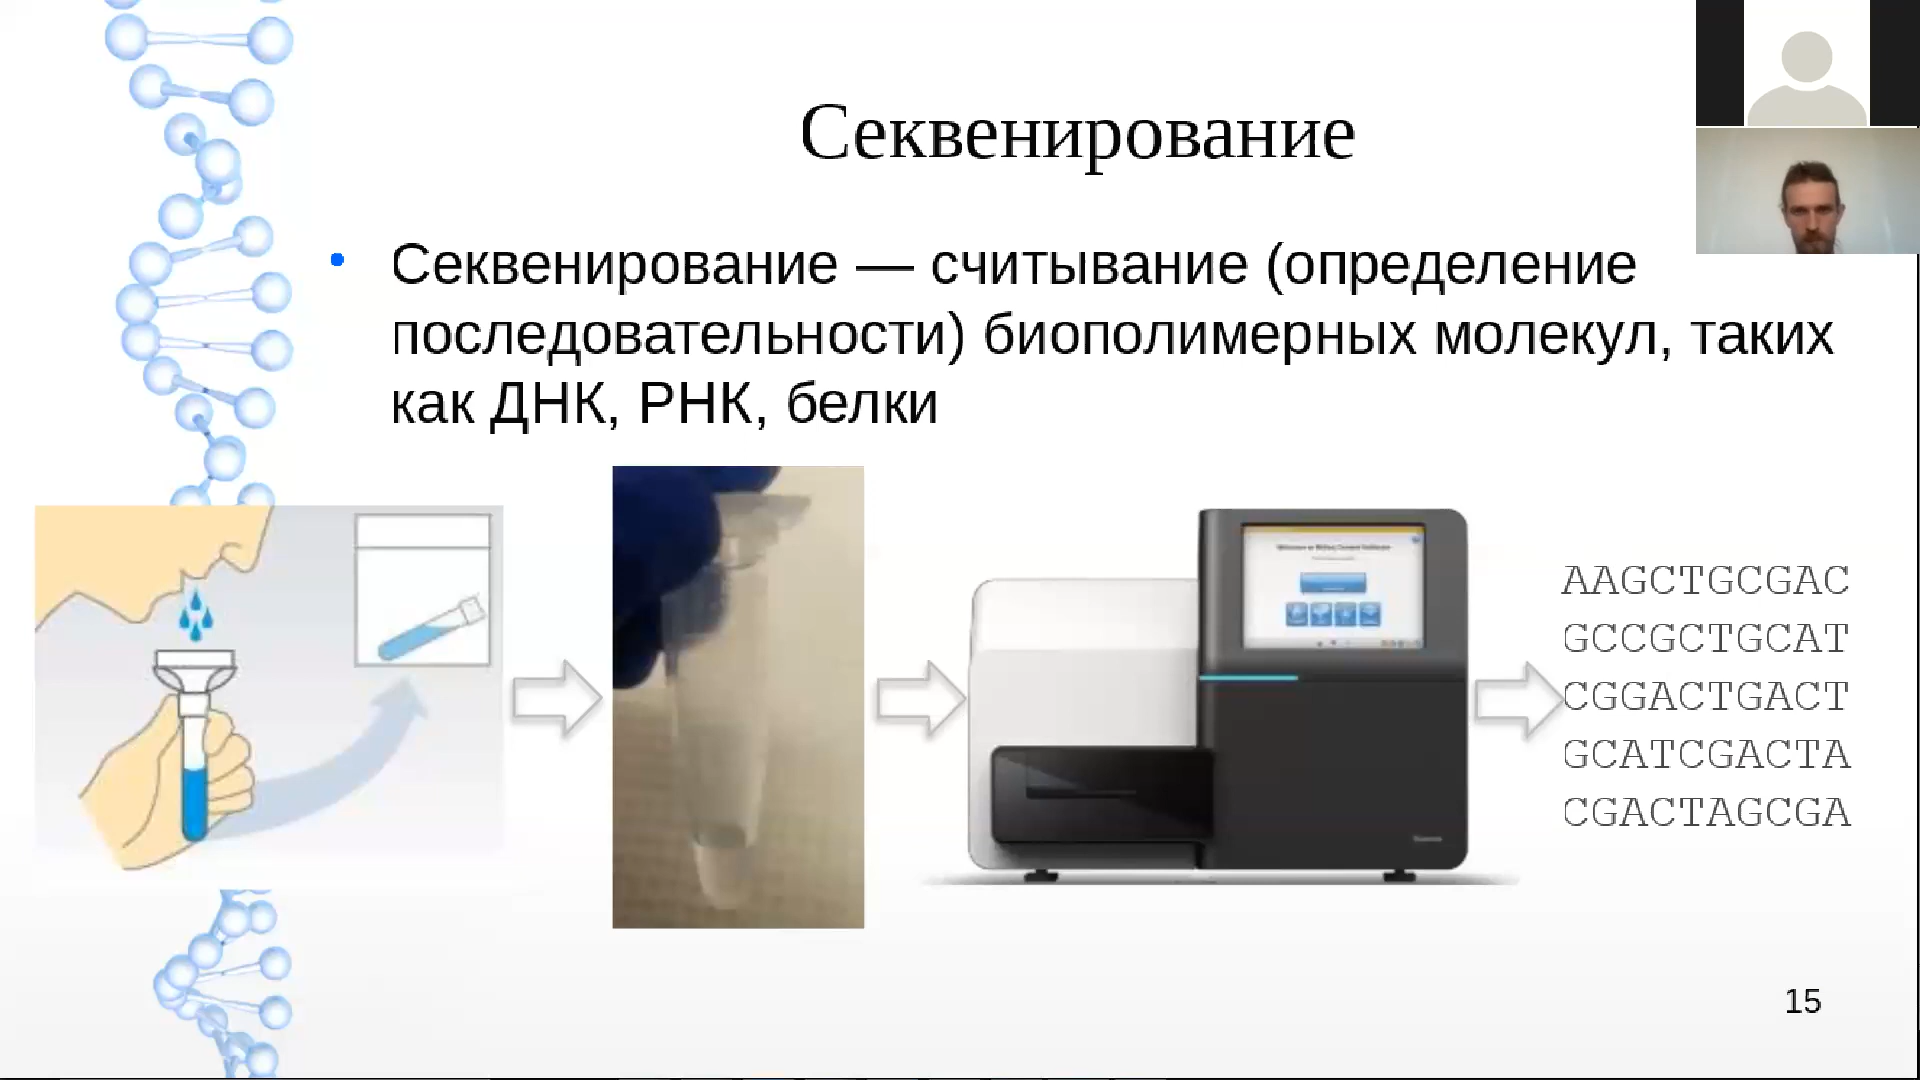 Секвенирование
• Секвенирование — считывание (определение
последовательности) биополимерных молекул, таких
как ДНК, РНК, белки
AAGCTGCGAC
GCCGCTGCAT
CGGACTGACT
GCATCGACTA
CGACTAGCGA
15